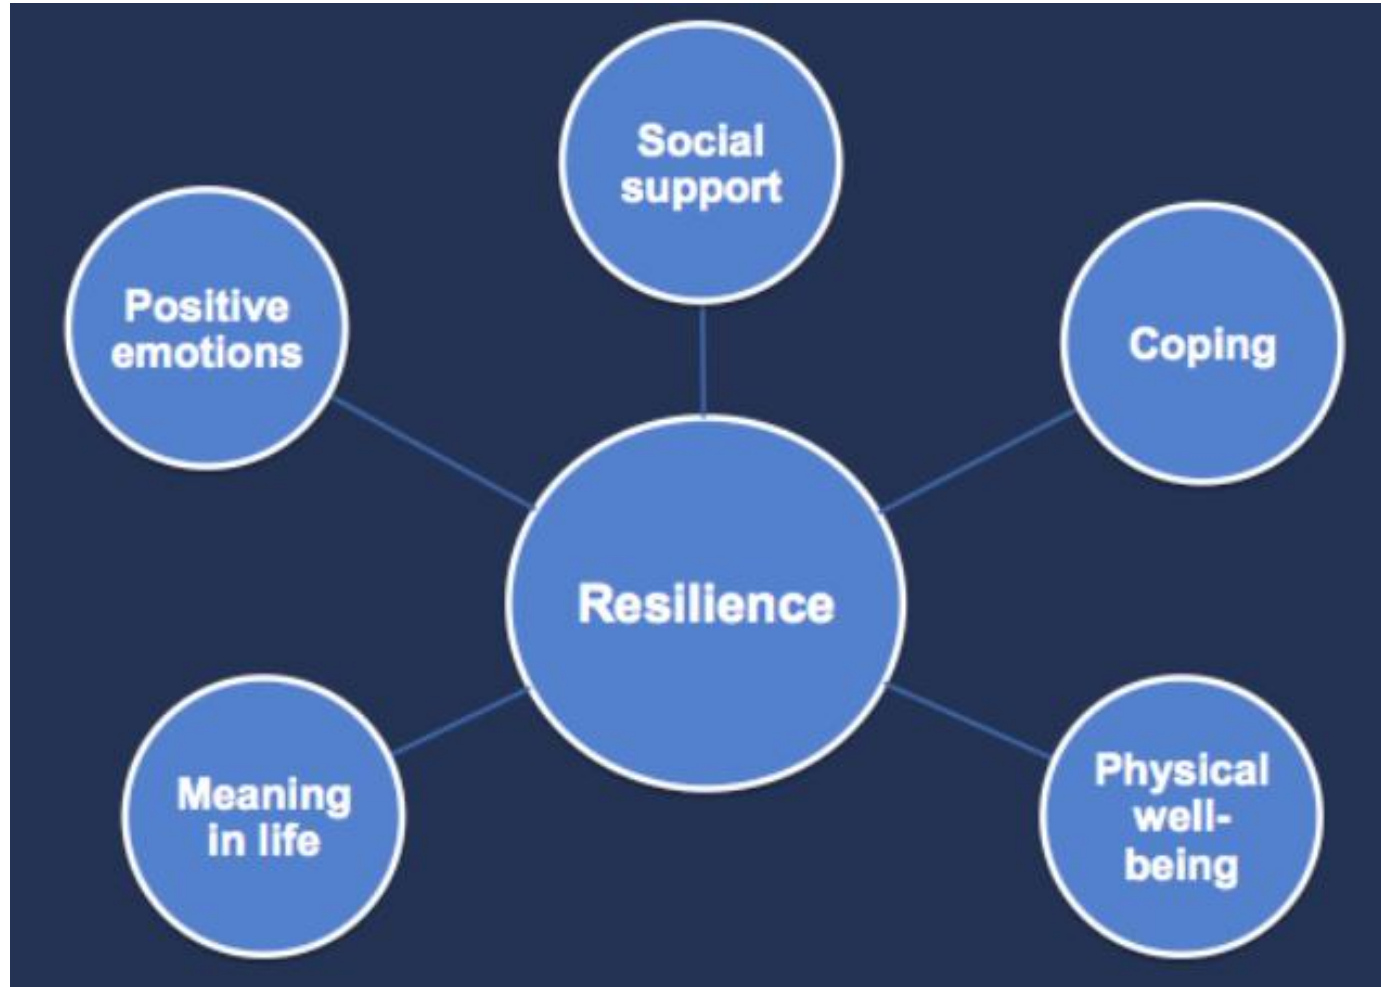 Social
support
Positive
emotions
Coping
Resilience
Meaning
in life
Physical
well-
being